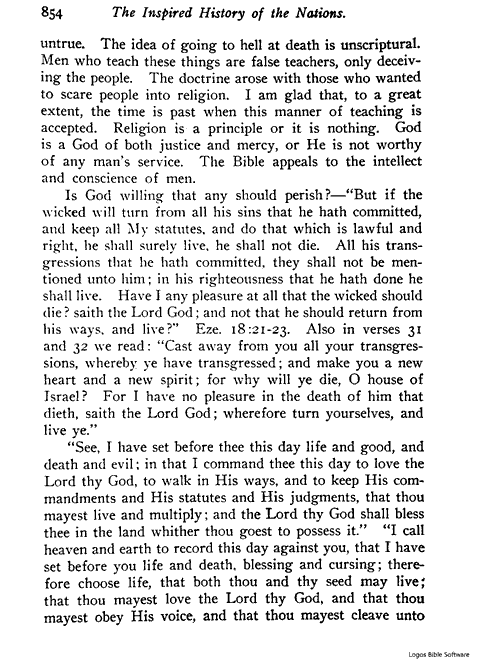 854 The Inspired History of the Nations.
untrue. The idea of going to hell at death is unscriptural.
Men who teach these things are false teachers, only deceiv-
ing the people. The doctrine arose with those who wanted
to scare people into religion. I am glad that, to a great
extent, the time is past when this manner of teaching is
accepted. Religion is a principle or it is nothing. God
is a God of both justice and mercy, or He is not worthy
of any man's service. The Bible appeals to the intellect
and conscience of men.
Is God willing that any should perish?—"But if the
wicked will turn from all his sins that he hath committed,
and keep all My statutes, and do that which is lawful and
right, he shall surely live, he shall not die. All his trans-
gressions that he hath committed, they shall not be men-
tioned unto him; in his righteousness that he hath done he
shall live. Have I any pleasure at all that the wicked should
die? saith the Lord God; and not that he should return from
his ways, and live?" Eze. 18:21-23. Also in verses 31
and 32 we read: "Cast away from you all your transgres-
sions, whereby ye have transgressed; and make you a new
heart and a new spirit; for why will ye die, O house of
Israel? For I have no pleasure in the death of him that
dieth, saith the Lord God; wherefore turn yourselves, and
live ye."
"See, I have set before thee this day life and good, and
death and evil; in that I command thee this day to love the
Lord thy God, to walk in His ways, and to keep His com-
mandments and His statutes and His judgments, that thou
mayest live and multiply; and the Lord thy God shall bless
thee in the land whither thou goest to possess it." "I call
heaven and earth to record this day against you, that I have
set before you life and death, blessing and cursing; there-
fore choose life, that both thou and thy seed may live;
that thou mayest love the Lord thy God, and that thou
mayest obey His voice, and that thou mayest cleave unto
Logos Bible Software